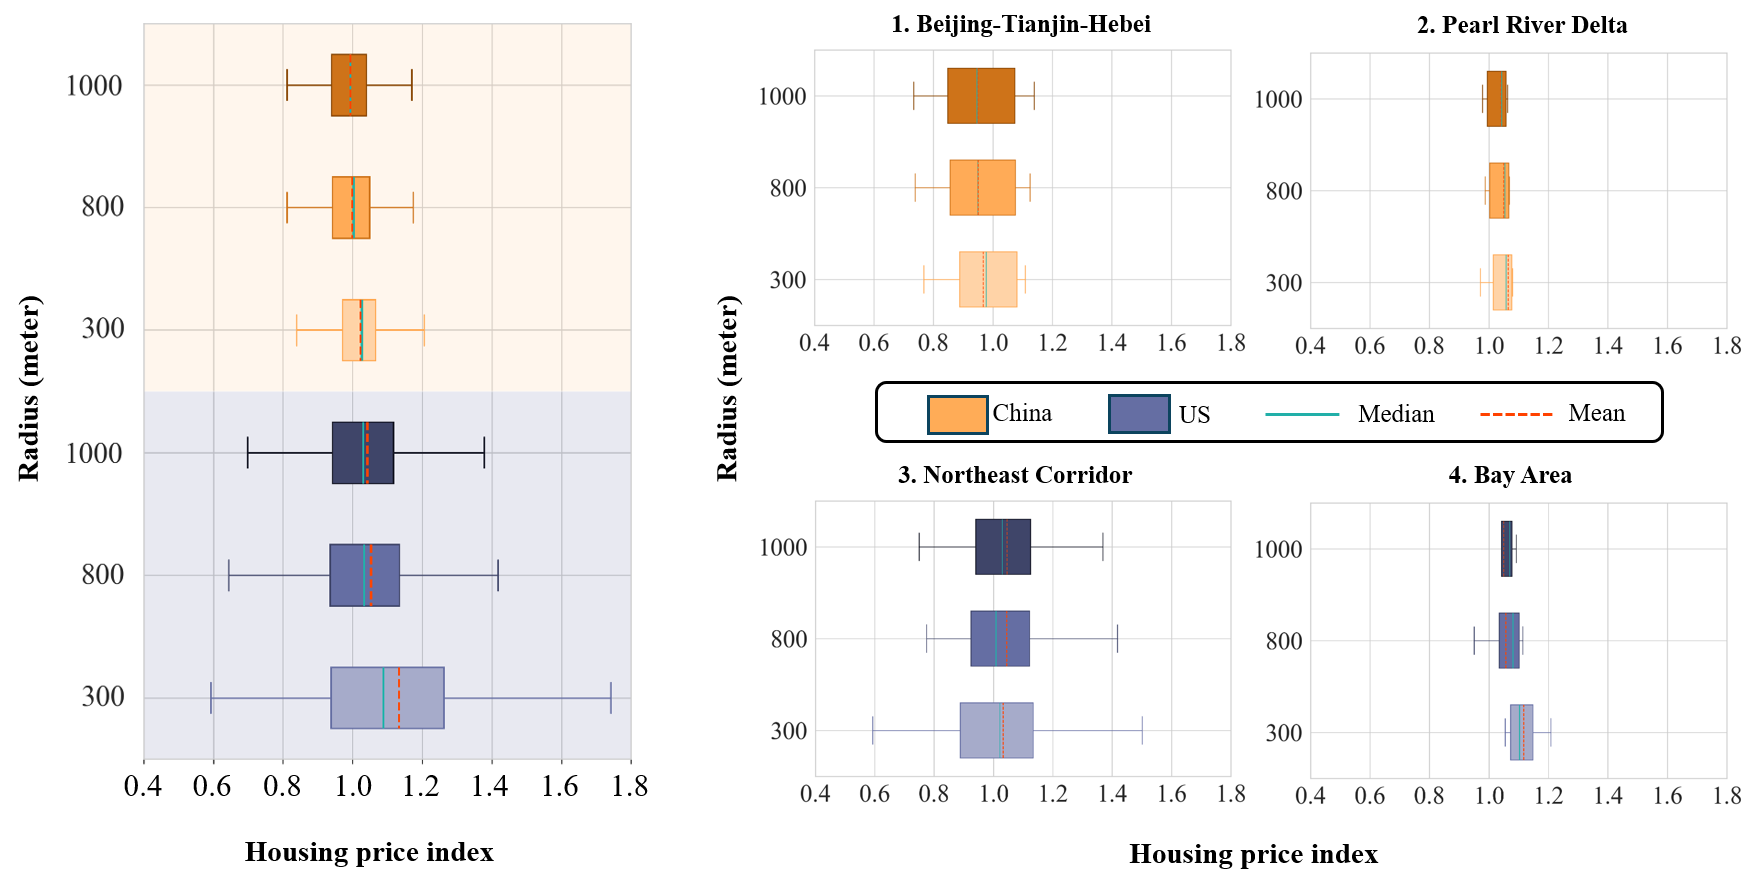 Radius (meter)
1000
800
300
1000
800
300
0.4 0.6 0.8 1.0 1.2 1.4 1.6 1.8
Housing price index
Radius (meter)
1. Beijing-Tianjin-Hebei
1000
800
300
0.4 0.6 0.8 1.0 1.2 1.4 1.6 1.8
2. Pearl River Delta
1000
800
300
0.4 0.6 0.8 1.0 1.2 1.4 1.6 1.8
China US Median Mean
3. Northeast Corridor
1000
800
300
0.4 0.6 0.8 1.0 1.2 1.4 1.6 1.8
4. Bay Area
1000
800
300
0.4 0.6 0.8 1.0 1.2 1.4 1.6 1.8
Housing price index